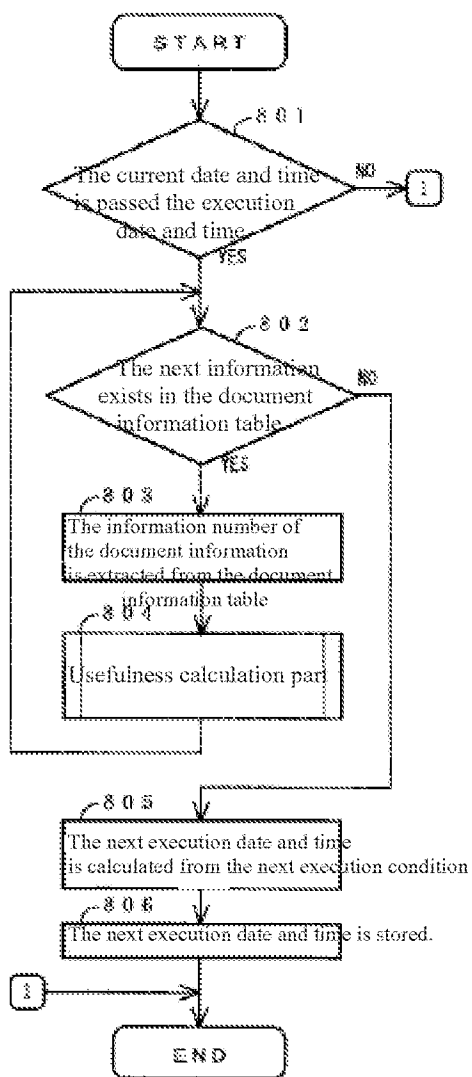 START
801
The current date and time
is passed the execution
date and time
NO
1
YES
802
The next information
exists in the document
information table
NO
YES
803
The information number of
the document information
is extracted from the document
information table
804
Usefulness calculation part
805
The next execution date and time
is calculated from the next execution condition
806
The next execution date and time is stored.
1
END